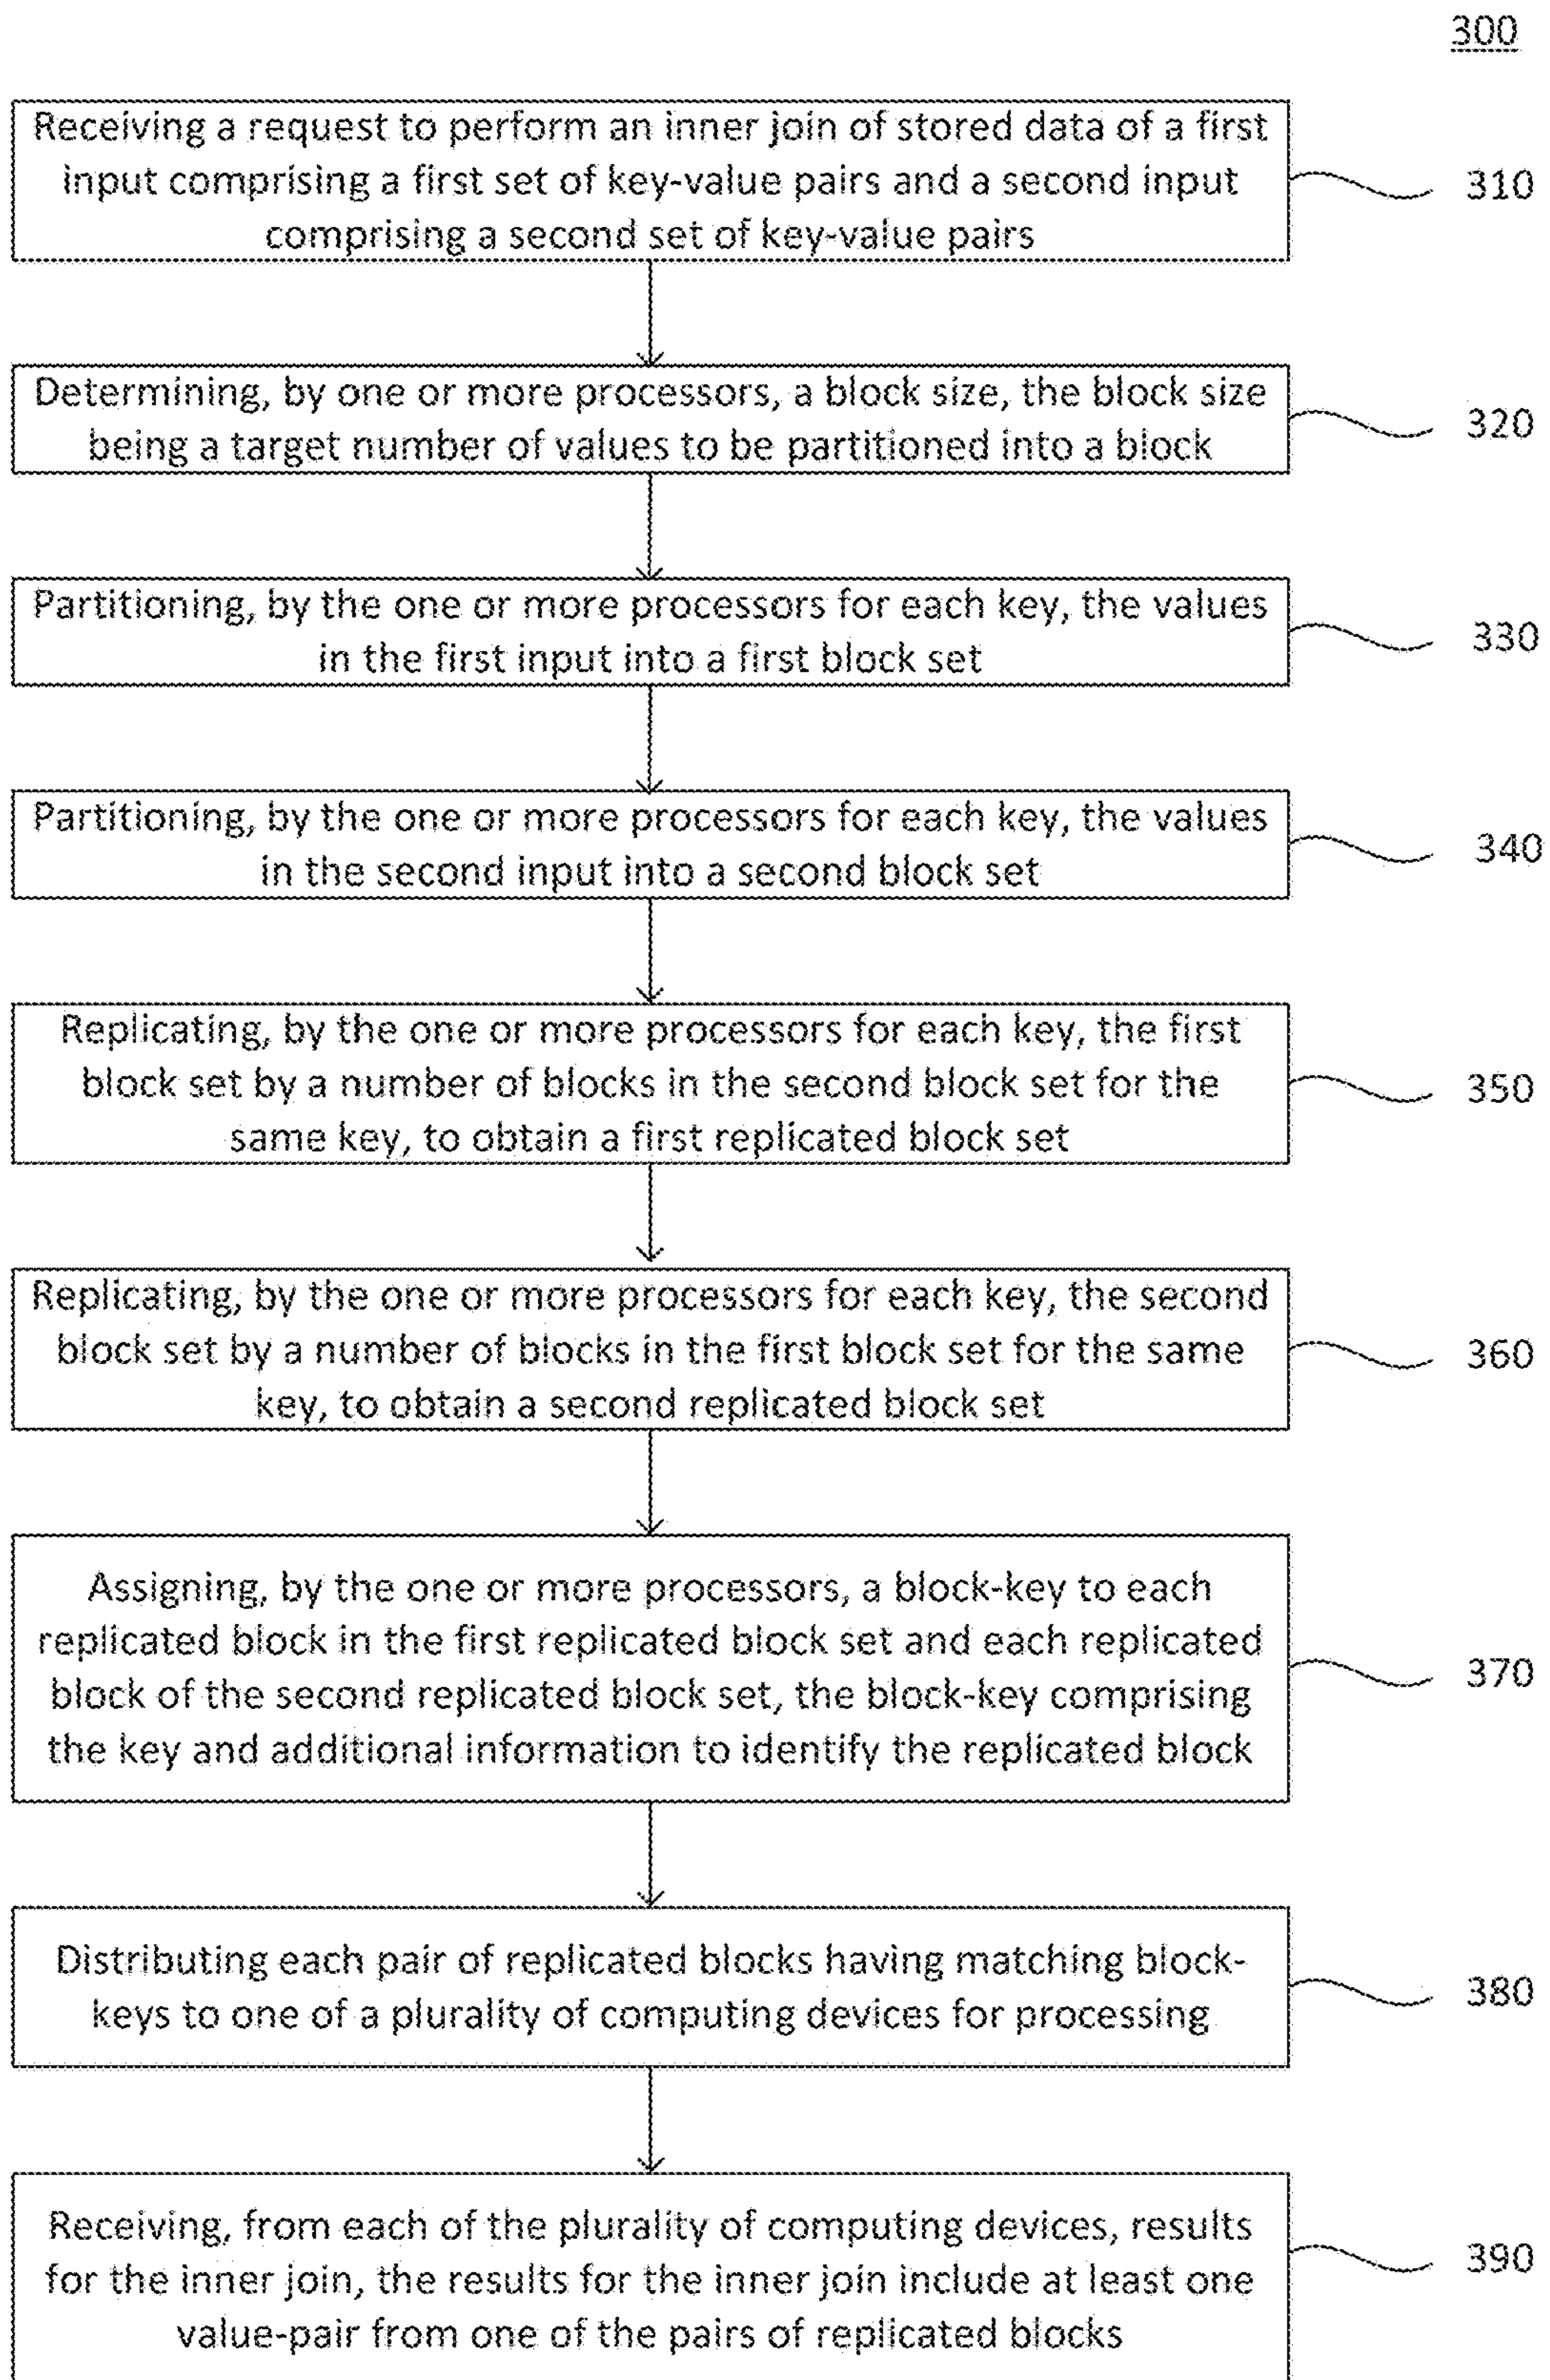 300
Receiving a request to perform an inner join of stored data of a first
input comprising a first set of key-value pairs and a second input
comprising a second set of key-value pairs
310
Determining, by one or more processors, a block size, the block size
being a target number of values to be partitioned into a block
320
Partitioning, by the one or more processors for each key, the values
in the first input into a first block set
330
Partitioning, by the one or more processors for each key, the values
in the second input into a second block set
340
Replicating, by the one or more processors for each key, the first
block set by a number of blocks in the second block set for the
same key, to obtain a first replicated block set
350
Replicating, by the one or more processors for each key, the second
block set by a number of blocks in the first block set for the same
key, to obtain a second replicated block set
360
Assigning, by the one or more processors, a block-key to each
replicated block in the first replicated block set and each replicated
block of the second replicated block set, the block-key comprising
the key and additional information to identify the replicated block
370
Distributing each pair of replicated blocks having matching block-
keys to one of a plurality of computing devices for processing
380
Receiving, from each of the plurality of computing devices, results
for the inner join, the results for the inner join include at least one
value-pair from one of the pairs of replicated blocks
390